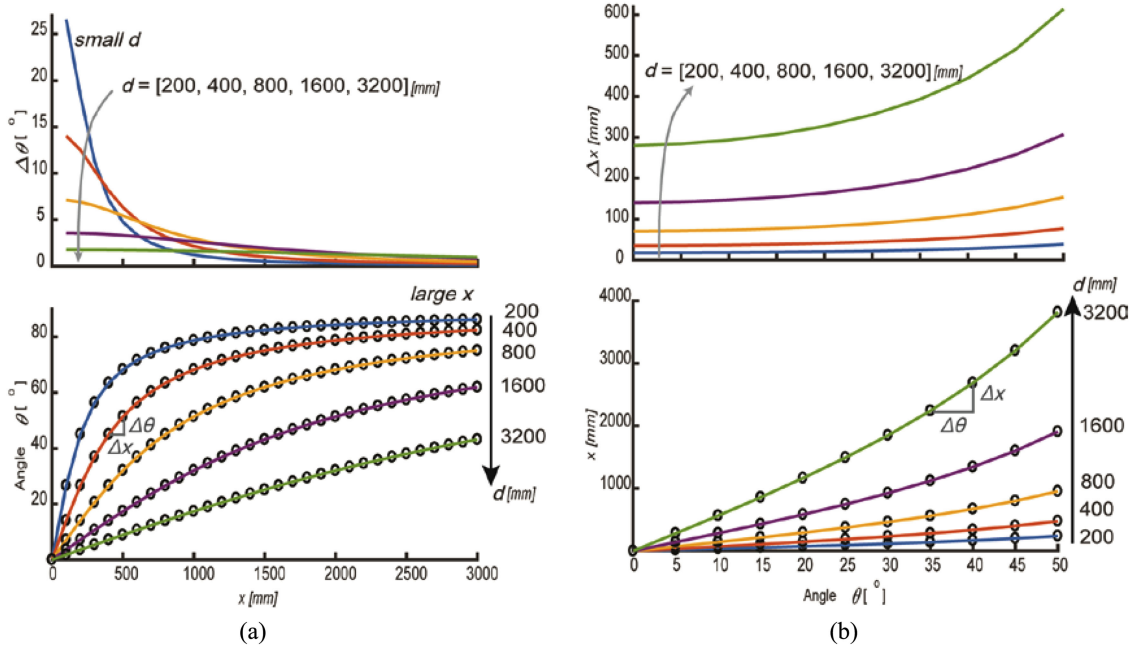 25
20
15
10
5
0
Δθ [°]
small d
d = [200, 400, 800, 1600, 3200] [mm]
80
60
40
20
0
Angle θ [°]
large x
200
400
800
1600
3200
d [mm]
Δθ
Δx
0
500
1000
1500
2000
2500
3000
x [mm]
(a)
600
500
400
300
200
100
0
Δx [mm]
d = [200, 400, 800, 1600, 3200] [mm]
4000
3000
2000
1000
0
x [mm]
d [mm]
3200
1600
800
400
200
Δx
Δθ
0
5
10
15
20
25
30
35
40
45
50
Angle θ [°]
(b)